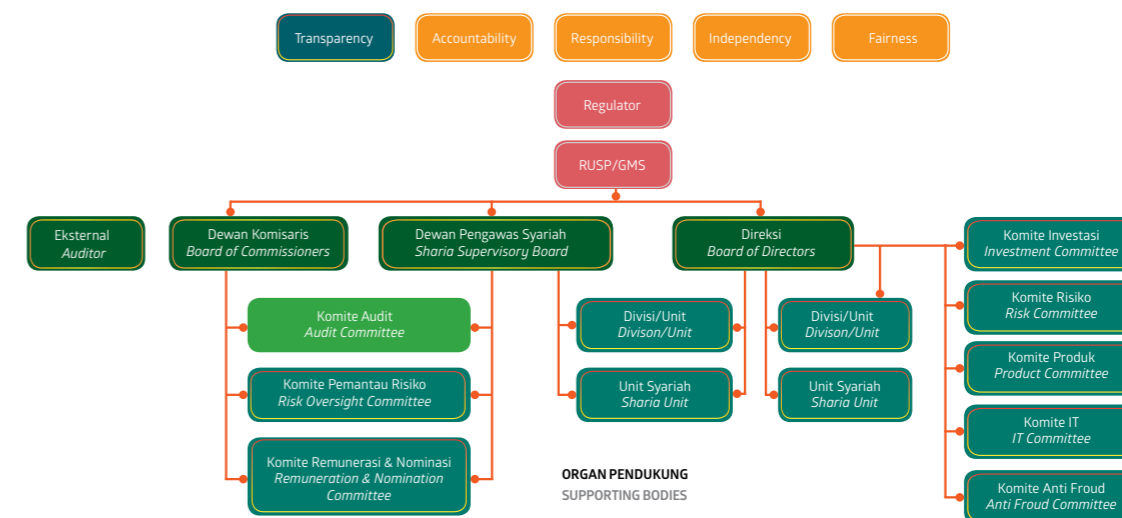 Transparency
Accountability
Responsibility
Independency
Fairness
Regulator
RUSP/GMS
Eksternal
Auditor
Dewan Komisaris
Board of Commissioners
Dewan Pengawas Syariah
Sharia Supervisory Board
Direksi
Board of Directors
Komite Investasi
Investment Committee
Komite Audit
Audit Committee
Divisi/Unit
Divison/Unit
Divisi/Unit
Divison/Unit
Komite Risiko
Risk Committee
Komite Pemantau Risiko
Risk Oversight Committee
Unit Syariah
Sharia Unit
Unit Syariah
Sharia Unit
Komite Produk
Product Committee
Komite IT
IT Committee
Komite Remunerasi & Nominasi
Remuneration & Nomination
Committee
ORGAN PENDUKUNG
SUPPORTING BODIES
Komite Anti Froud
Anti Froud Committee